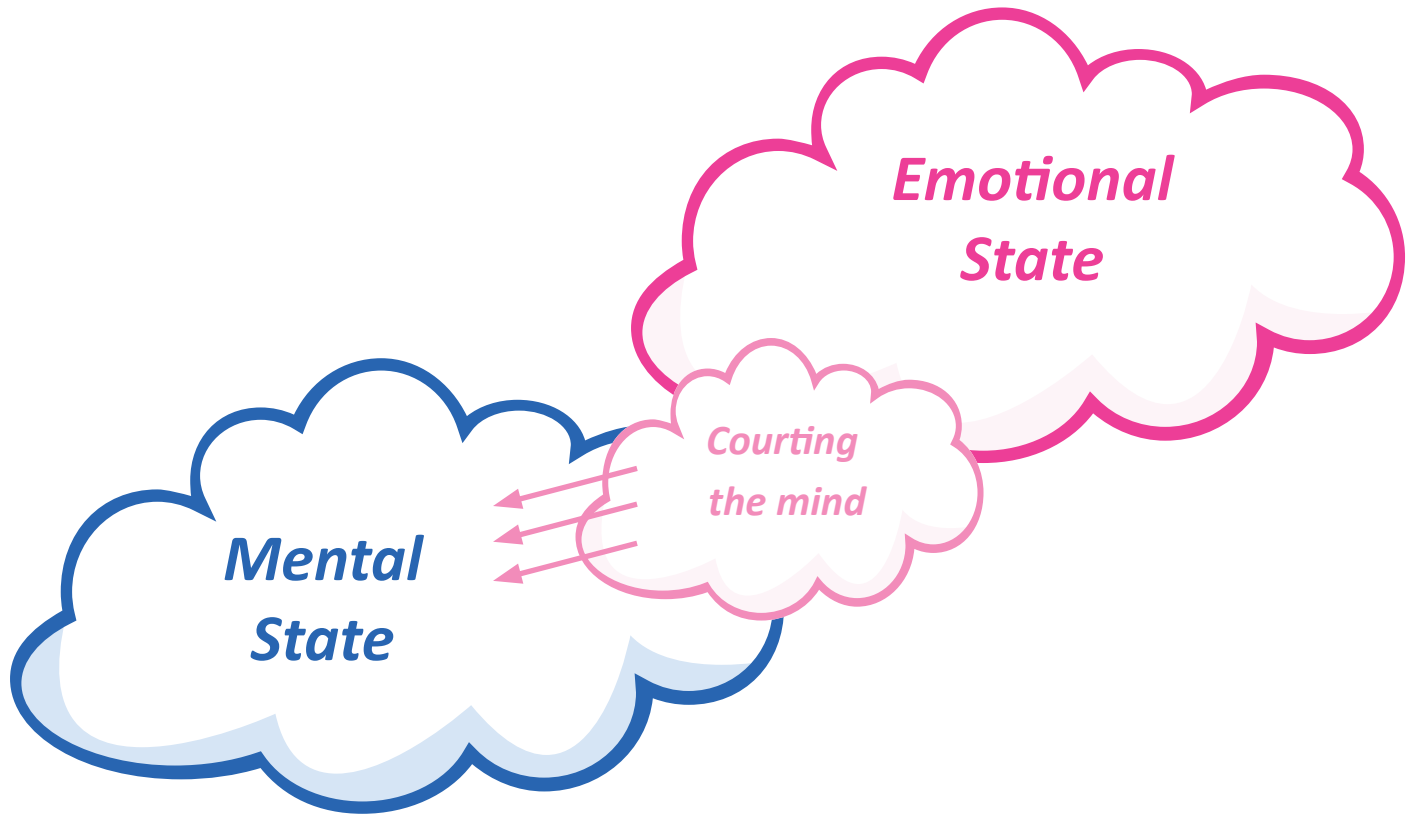 Emotional
State
Courting
the mind
Mental
State